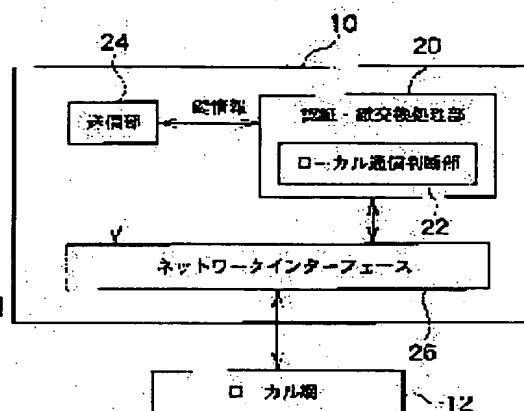 10
24
20
鍵情報
送信部
認証・鍵交換処理部
ローカル通信判断部
22
ネットワークインターフェース
26
ローカル網
12